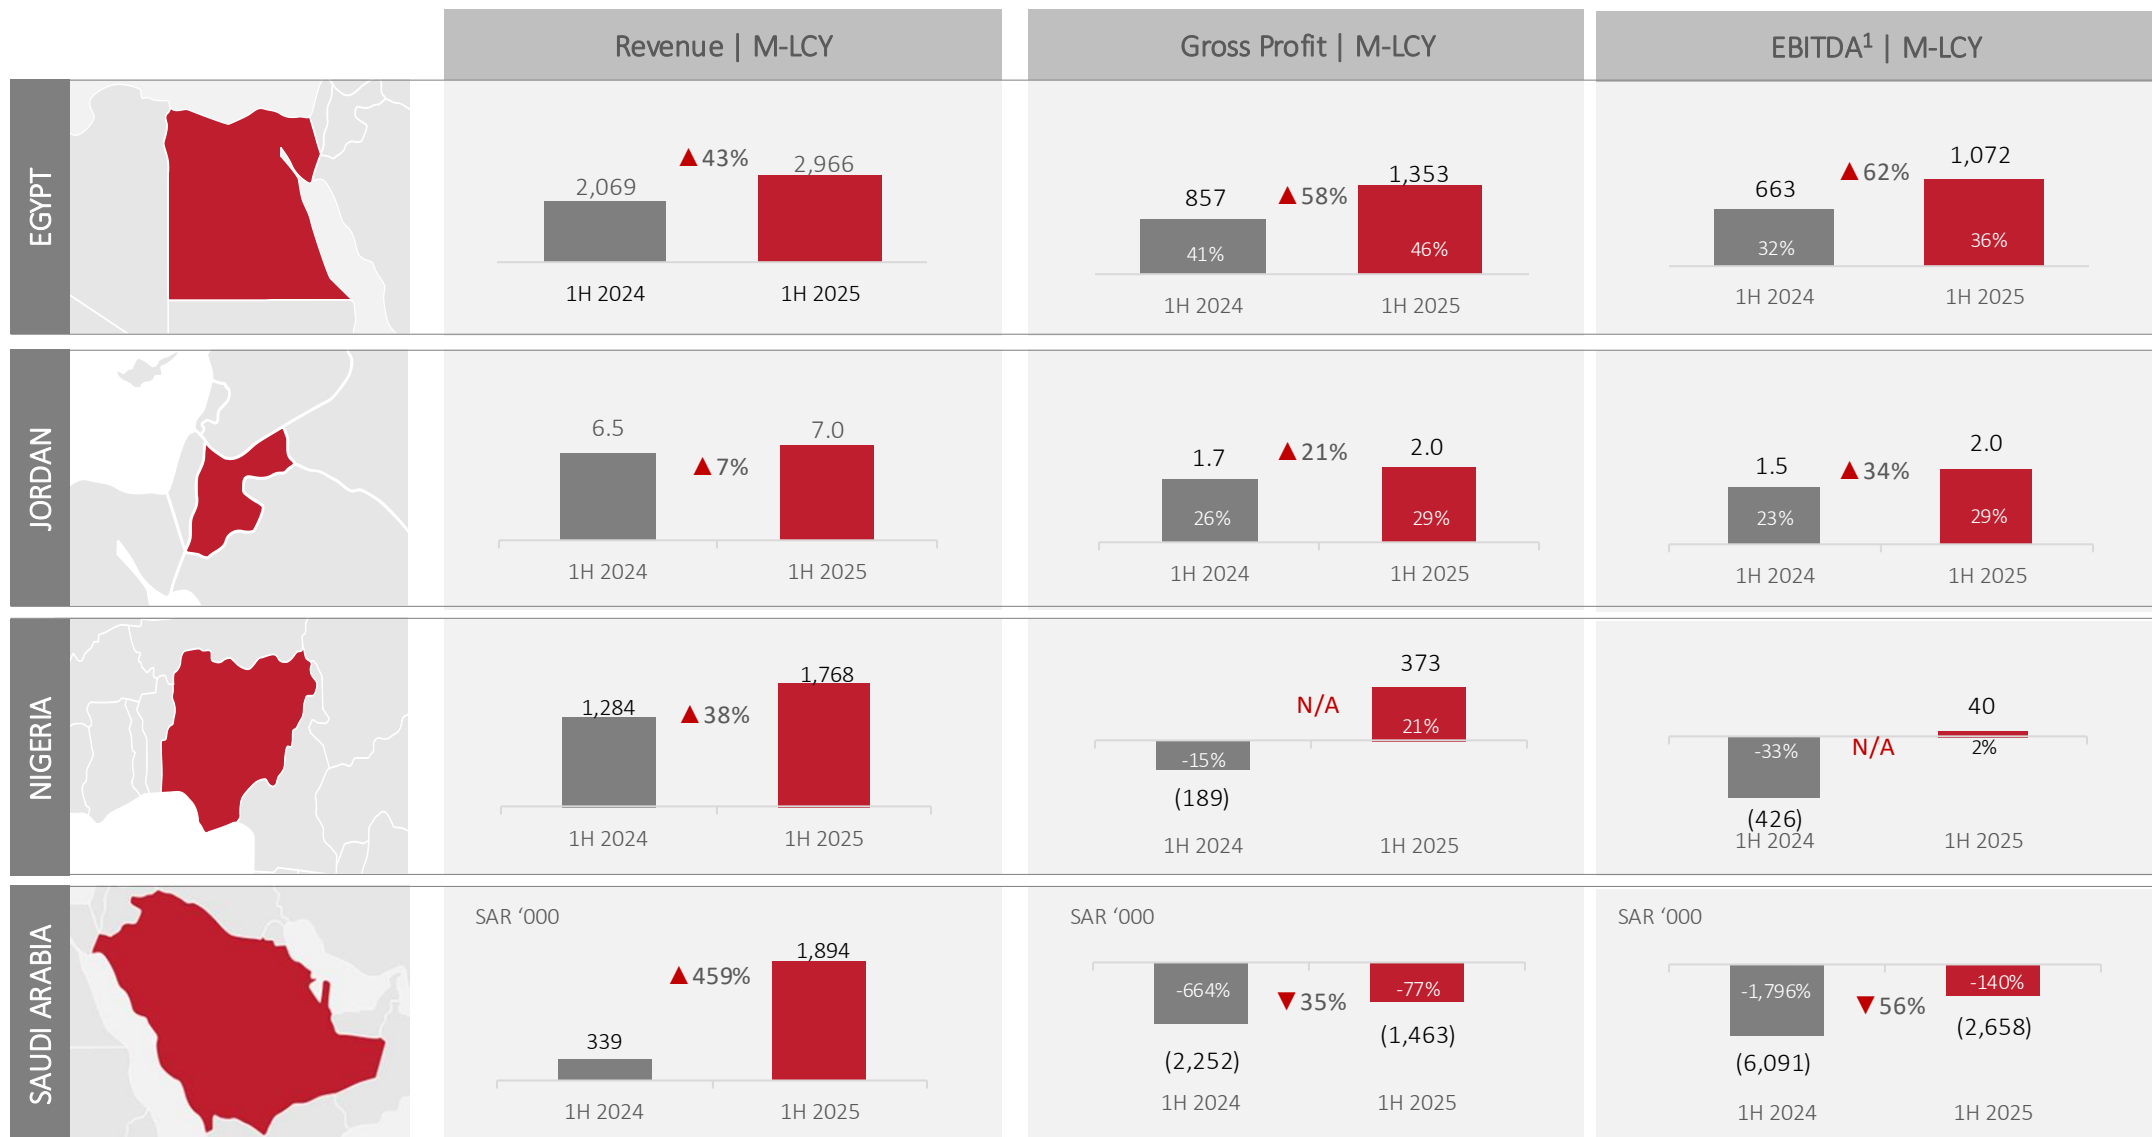 Revenue | M-LCY
Gross Profit | M-LCY
EBITDA¹ | M-LCY
EGYPT
2,069
▲43%
2,966
1H 2024
1H 2025
857
▲58%
1,353
41%
46%
1H 2024
1H 2025
663
▲62%
1,072
32%
36%
1H 2024
1H 2025
JORDAN
6.5
▲7%
7.0
1H 2024
1H 2025
1.7
▲21%
2.0
26%
29%
1H 2024
1H 2025
1.5
▲34%
2.0
23%
29%
1H 2024
1H 2025
NIGERIA
1,284
▲38%
1,768
1H 2024
1H 2025
373
N/A
21%
-15%
(189)
1H 2024
1H 2025
40
-33%
N/A
2%
(426)
1H 2024
1H 2025
SAUDI ARABIA
SAR ‘000
1,894
▲459%
339
1H 2024
1H 2025
SAR ‘000
-664%
▼35%
-77%
(2,252)
(1,463)
1H 2024
1H 2025
SAR ‘000
-1,796%
▼56%
-140%
(6,091)
(2,658)
1H 2024
1H 2025